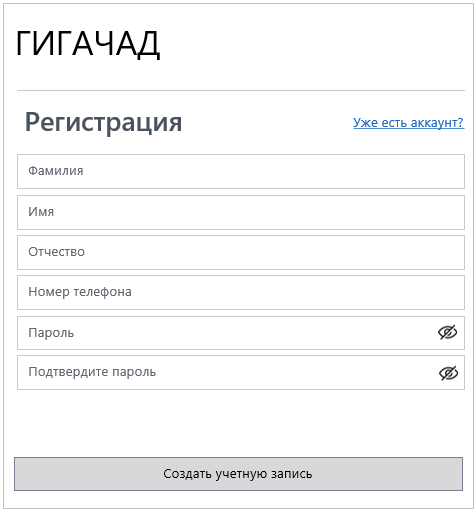 ГИГАЧАД
Регистрация
Уже есть аккаунт?
Фамилия
Имя
Отчество
Номер телефона
Пароль
Подтвердите пароль
Создать учетную запись